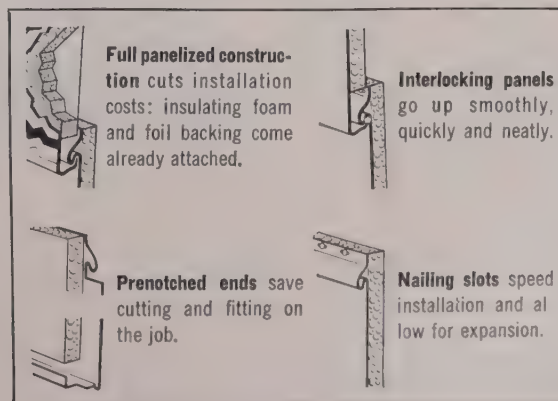 Full panelized construc-
tion cuts installation
costs: insulating foam
and foil backing come
already attached.
Interlocking panels
go up smoothly,
quickly and neatly.
Prenotched ends save
cutting and fitting on
the job.
Nailing slots speed
installation and al
low for expansion.